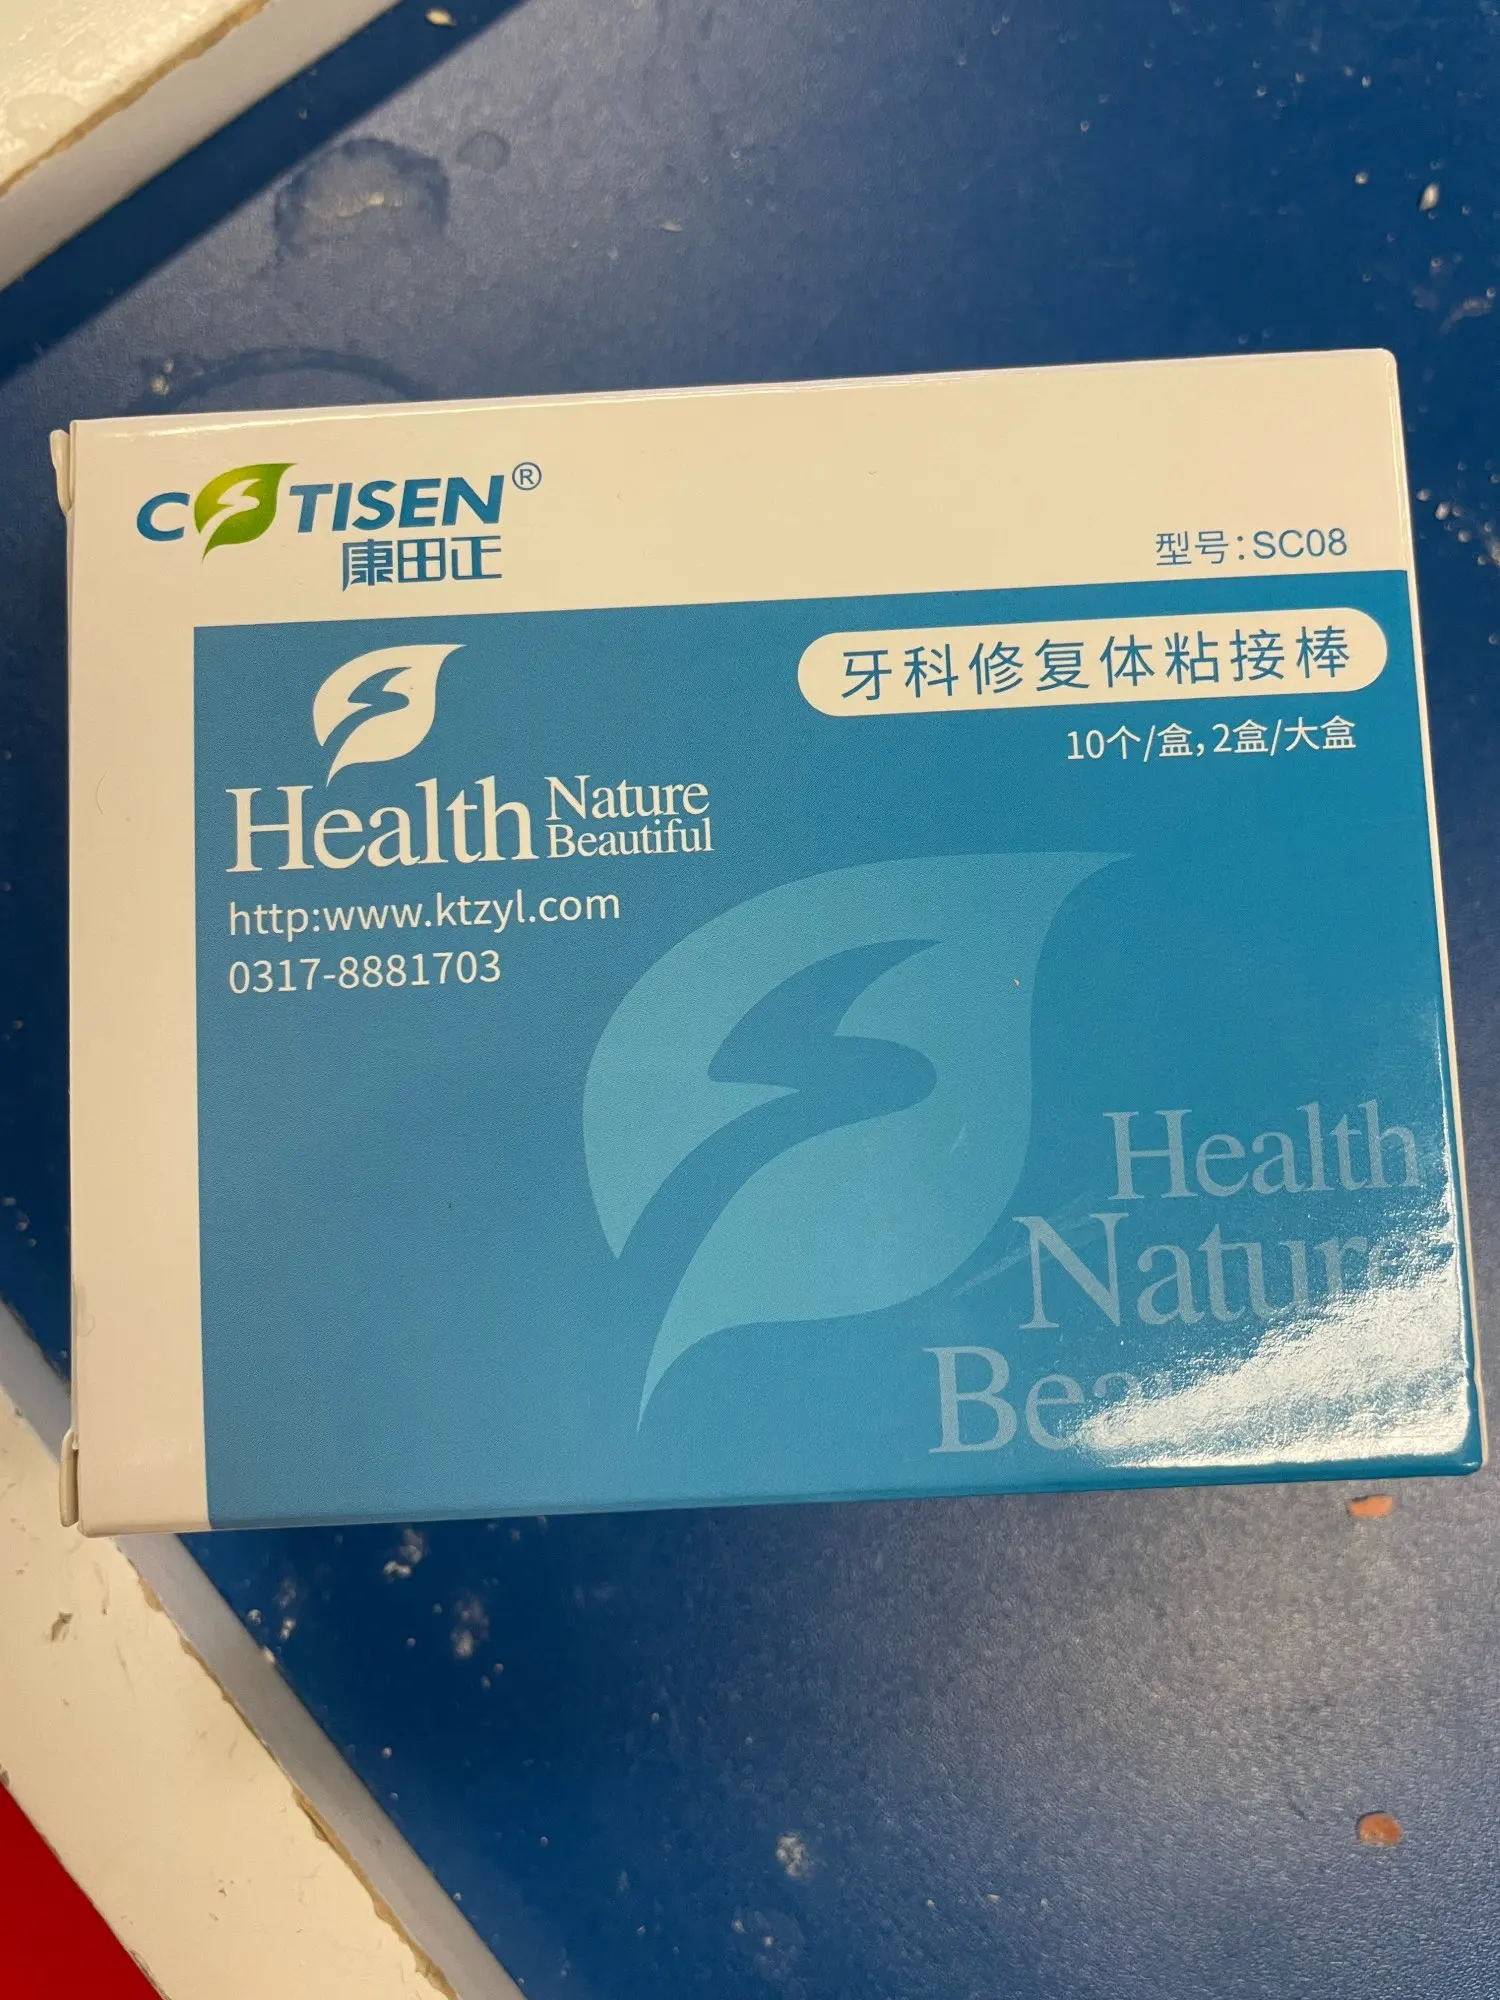 COTISEN®
康田正
型号:SC08
牙科修复体粘接棒
10个/盒,2盒/大盒
Health Nature
Beautiful
http:www.ktzyl.com
0317-8881703
Health
Nature